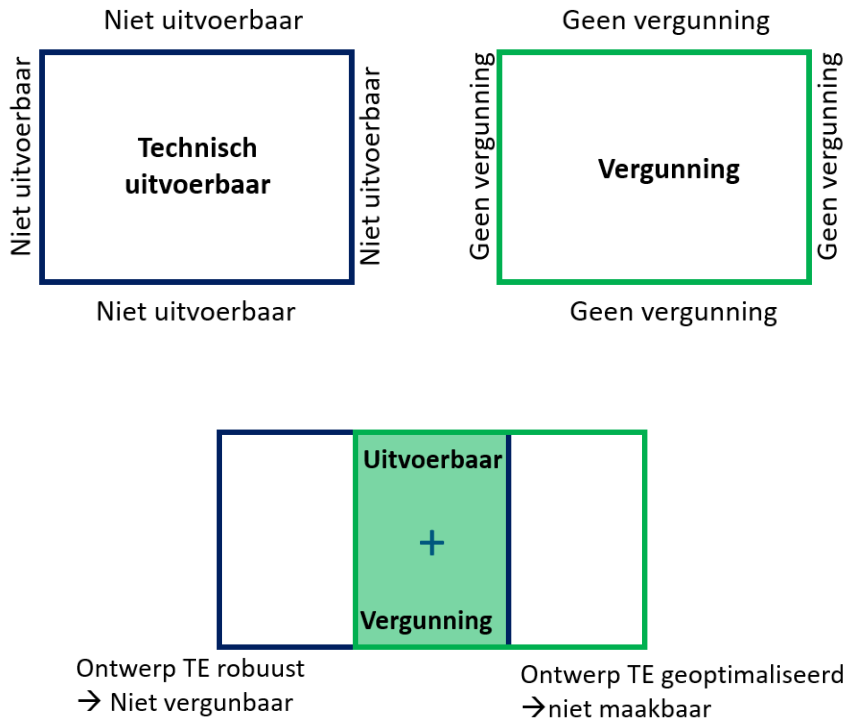 Niet uitvoerbaar
Niet uitvoerbaar
Technisch
uitvoerbaar
Niet uitvoerbaar
Niet uitvoerbaar
Geen vergunning
Geen vergunning
Vergunning
Geen vergunning
Geen vergunning
Uitvoerbaar
+
Vergunning
Ontwerp TE robuust
→ Niet vergunbaar
Ontwerp TE geoptimaliseerd
→niet maakbaar